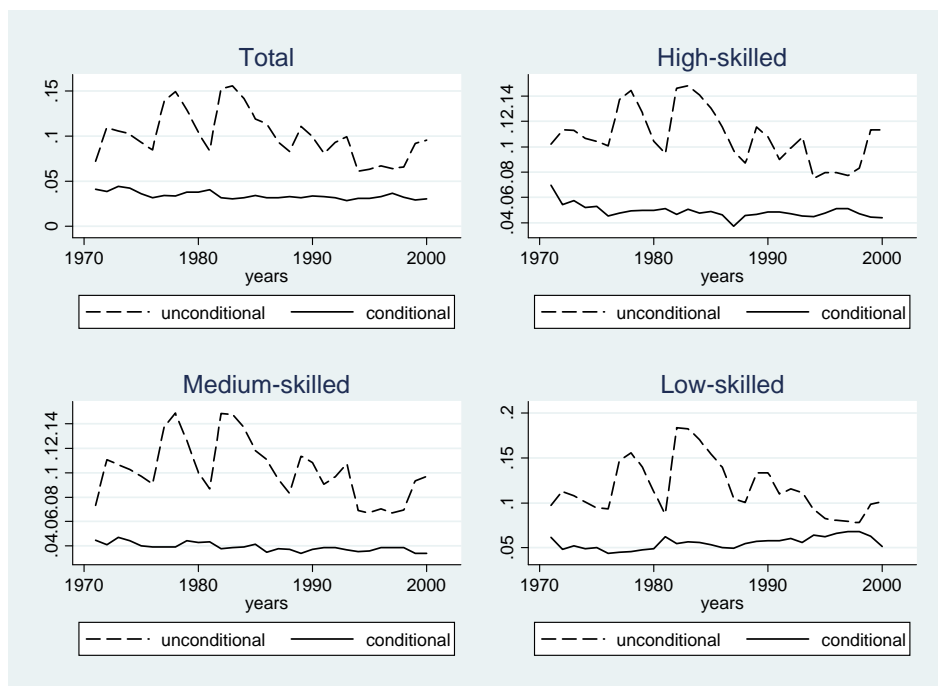 Total
.15
.1
.05
0
1970 1980 1990 2000
years
unconditional conditional
High-skilled
.04.06.08 .1 .12.14
1970 1980 1990 2000
years
unconditional conditional
Medium-skilled
.04.06.08 .1 .12.14
1970 1980 1990 2000
years
unconditional conditional
Low-skilled
.2
.15
.1
.05
1970 1980 1990 2000
years
unconditional conditional